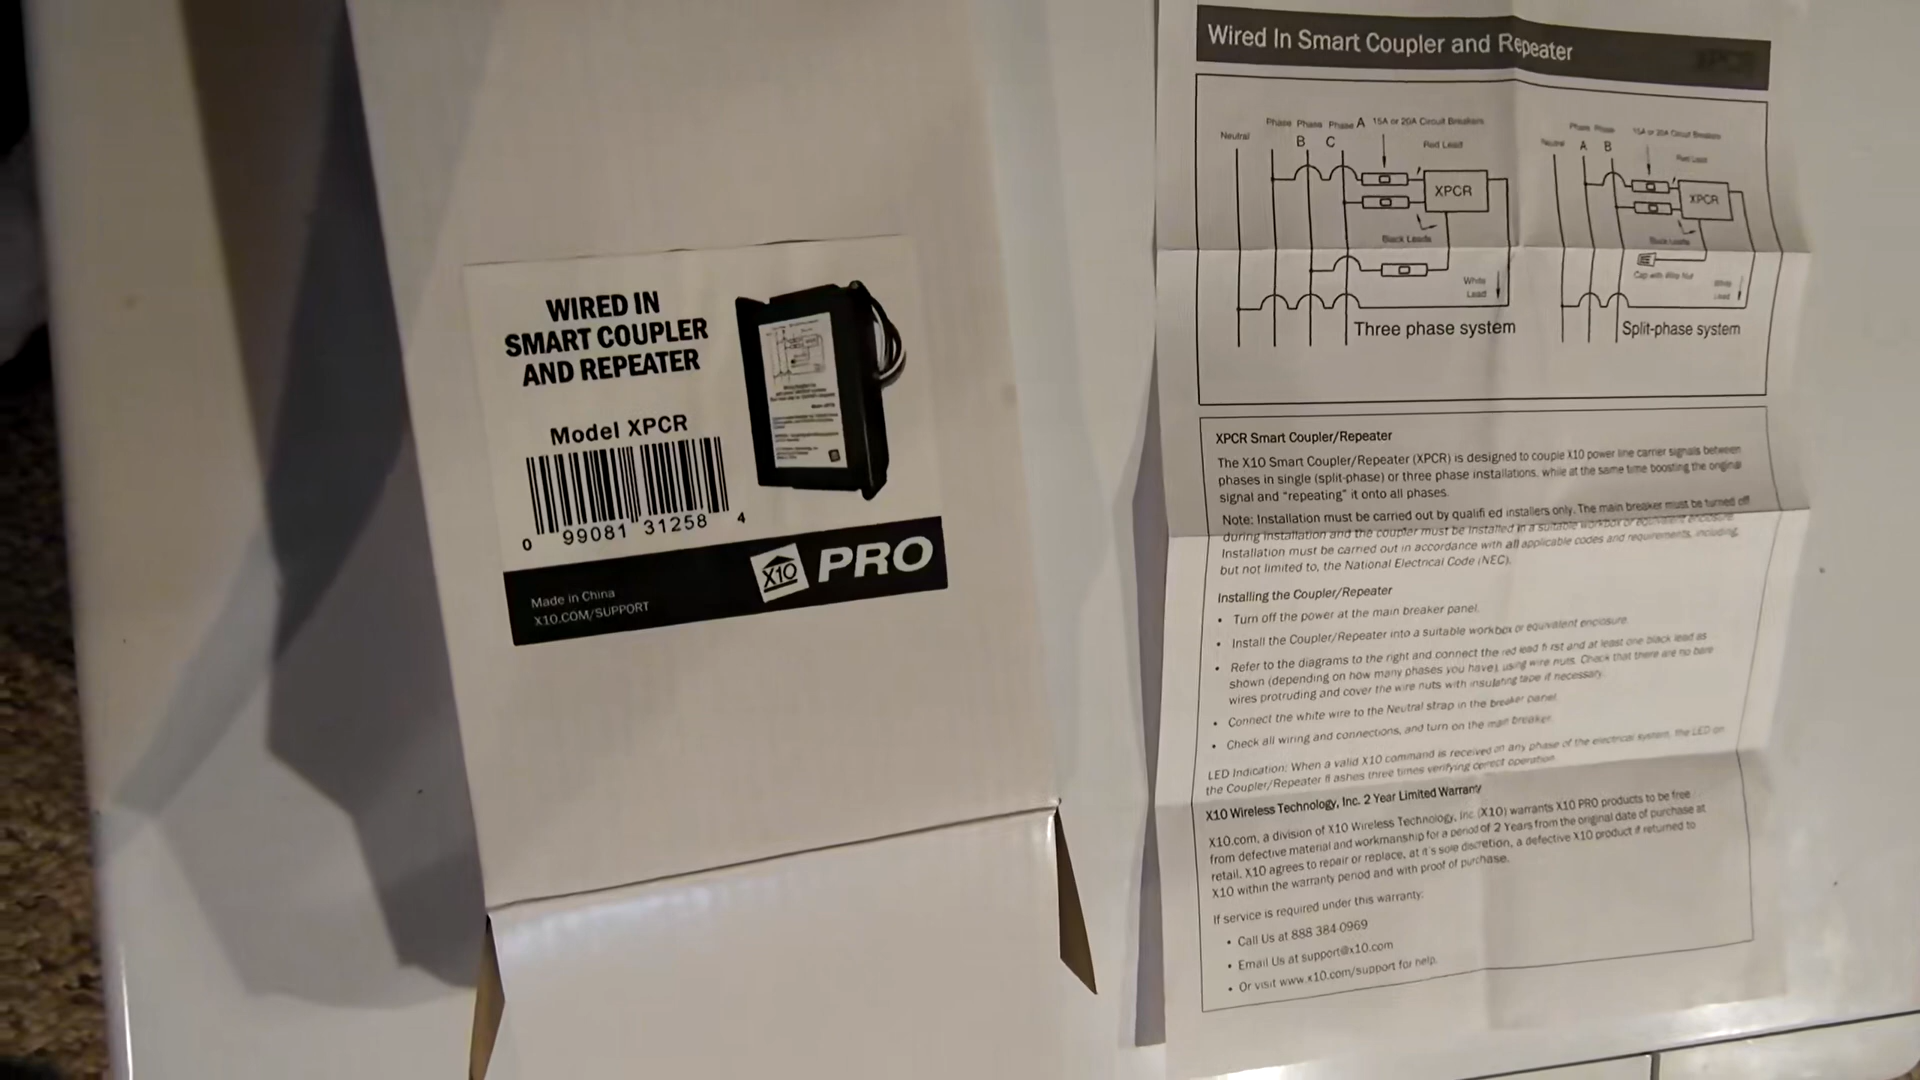 WIRED IN
SMART COUPLER
AND REPEATER
Model XPCR
0 99081 31258 4
Made in China
X10.COM/SUPPORT
X10 PRO
Wired In Smart Coupler and Repeater
XPCR
Neutral
Phase Phase Phase A 15A or 20A Circuit Breakers
B C
Red Lead
XPCR
Black Leads
White
Lead
Three phase system
Neutral
Phase Phase
15A or 20A Circuit Breakers
A B
Red Lead
XPCR
Black Leads
Cap with Wire Nut
White
Lead
Split-phase system
XPCR Smart Coupler/Repeater
The X10 Smart Coupler/Repeater (XPCR) is designed to couple X10 power line carrier signals between
phases in single (split-phase) or three phase installations, while at the same time boosting the original
signal and “repeating” it onto all phases.
Note: Installation must be carried out by qualifi ed installers only. The main breaker must be turned off
during installation and the coupler must be installed in a suitable workbox or equivalent enclosure.
Installation must be carried out in accordance with all applicable codes and requirements, including,
but not limited to, the National Electrical Code (NEC).
Installing the Coupler/Repeater
• Turn off the power at the main breaker panel.
• Install the Coupler/Repeater into a suitable workbox or equivalent enclosure.
• Refer to the diagrams to the right and connect the red lead fi rst and at least one black lead as
shown (depending on how many phases you have), using wire nuts. Check that there are no bare
wires protruding and cover the wire nuts with insulating tape if necessary.
• Connect the white wire to the Neutral strap in the breaker panel.
• Check all wiring and connections, and turn on the main breaker.
LED Indication: When a valid X10 command is received on any phase of the electrical system, the LED on
the Coupler/Repeater fl ashes three times verifying correct operation.
X10 Wireless Technology, Inc. 2 Year Limited Warranty
X10.com, a division of X10 Wireless Technology, Inc (X10) warrants X10 PRO products to be free
from defective material and workmanship for a period of 2 Years from the original date of purchase at
retail. X10 agrees to repair or replace, at it's sole discretion, a defective X10 product if returned to
X10 within the warranty period and with proof of purchase.
If service is required under this warranty:
• Call Us at 888 384 0969
• Email Us at support@x10.com
• Or visit www.x10.com/support for help.